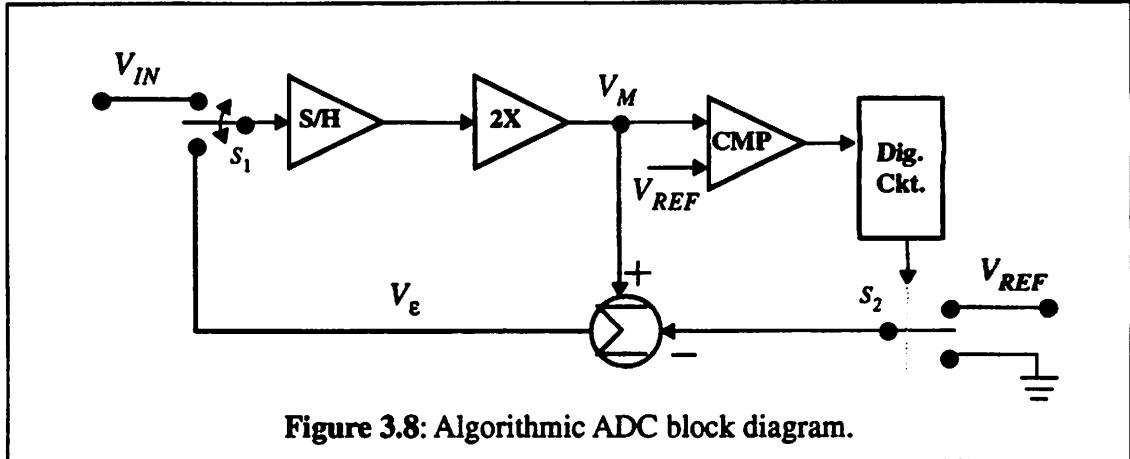 V_IN
S/H
2X
V_M
CMP
Dig.
Ckt.
s_1
V_REF
+
V_ε
s_2
V_REF
Σ
−
Figure 3.8: Algorithmic ADC block diagram.